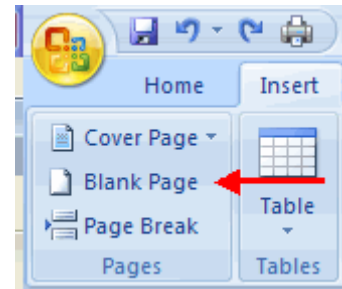 Home Insert
Cover Page
Blank Page
Page Break
Table
Pages Tables